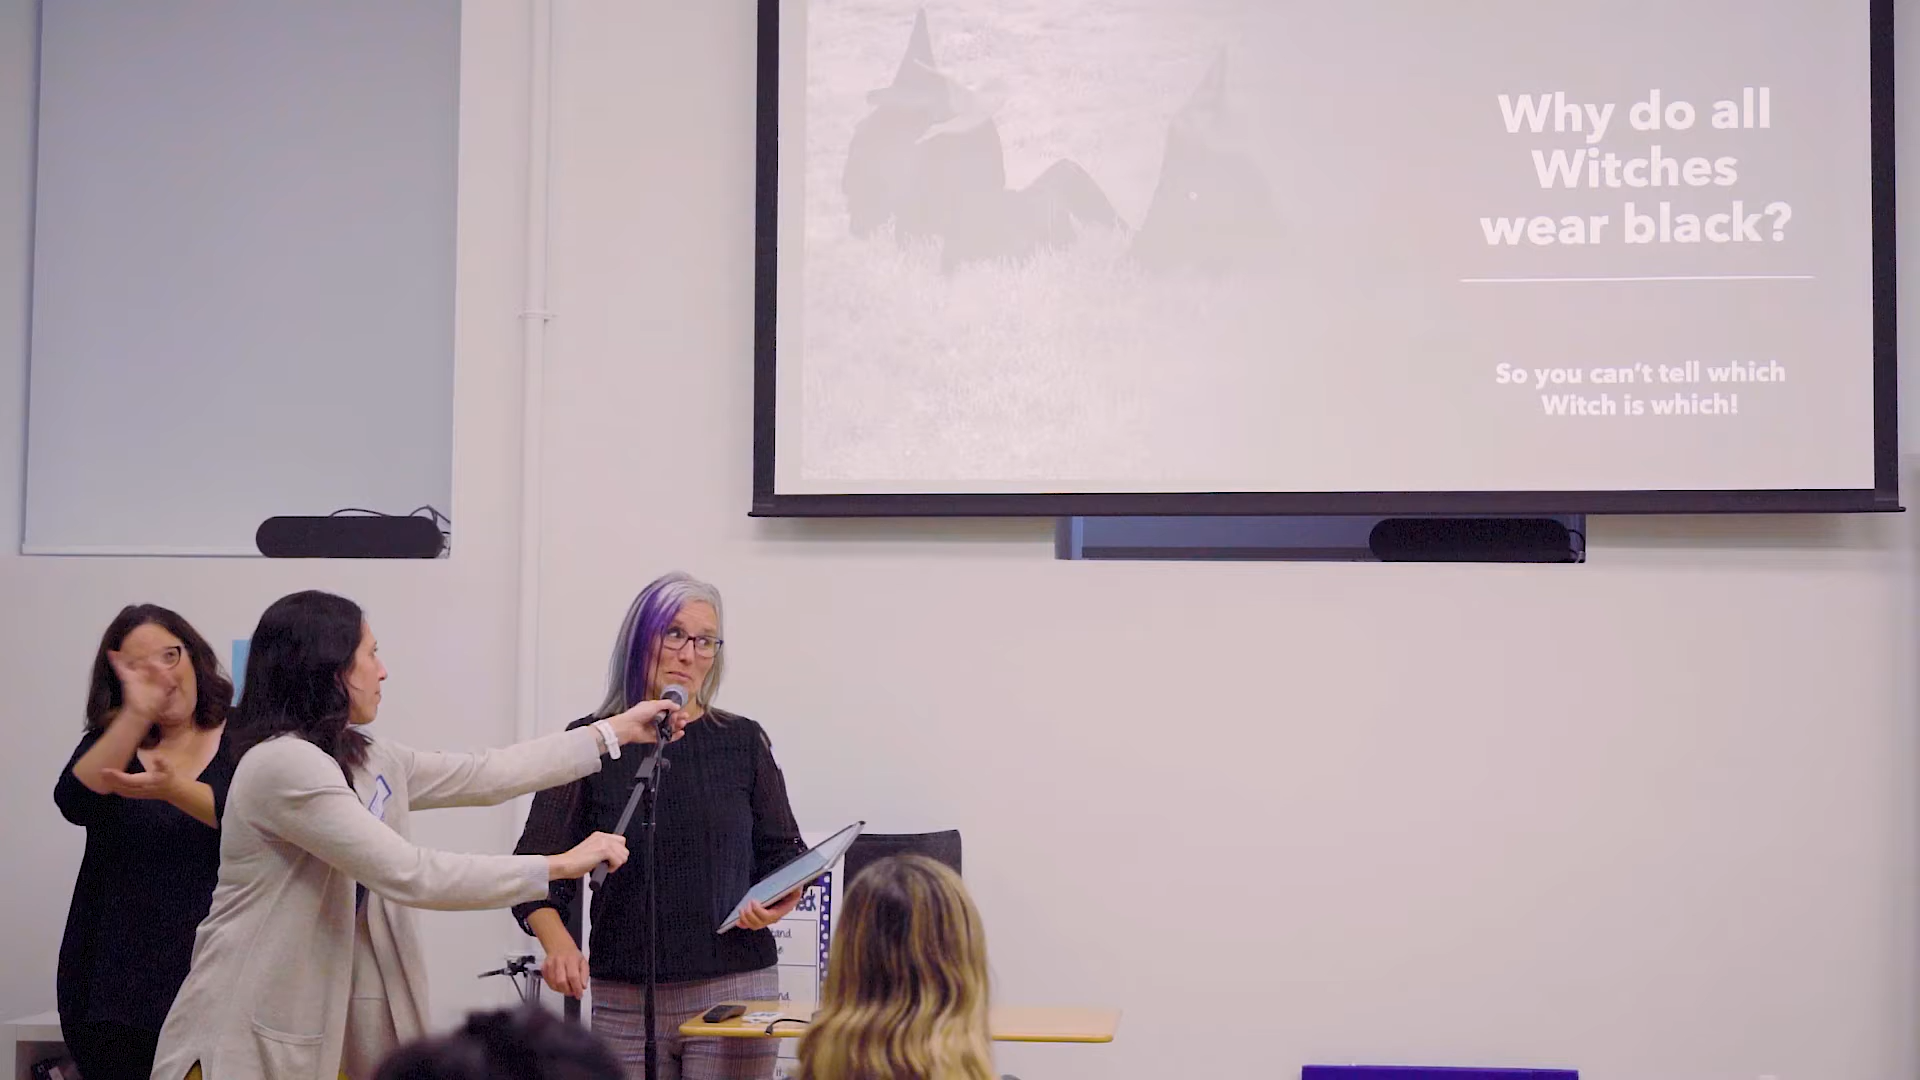 Why do all
Witches
wear black?
So you can't tell which
Witch is which!